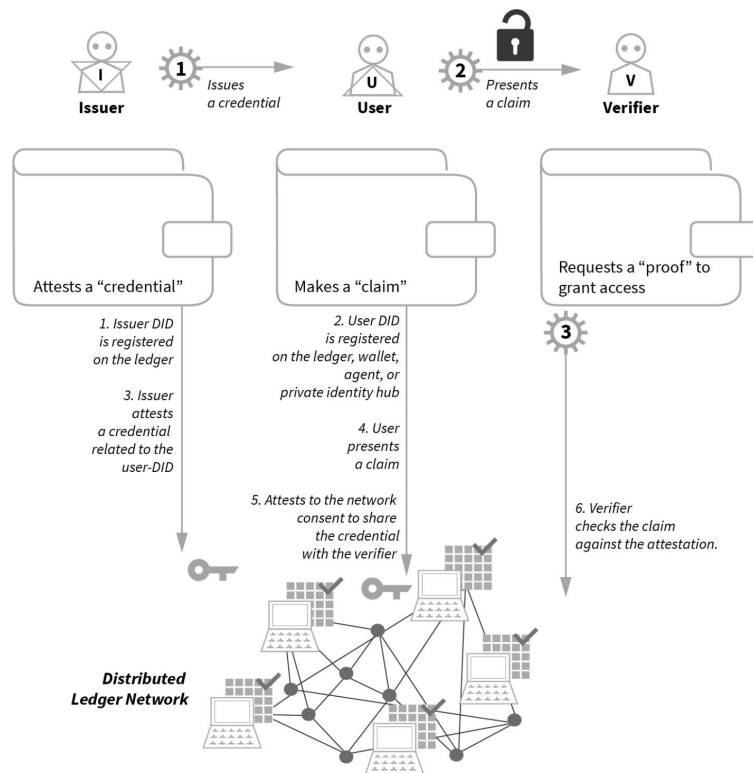 I
Issuer
1
Issues
a credential
U
User
2
Presents
a claim
V
Verifier
Attests a “credential”
1. Issuer DID
is registered
on the ledger
3. Issuer
attests
a credential
related to the
user-DID
Makes a “claim”
2. User DID
is registered
on the ledger, wallet,
agent, or
private identity hub
4. User
presents
a claim
5. Attests to the network
consent to share
the credential
with the verifier
Requests a “proof” to
grant access
3
6. Verifier
checks the claim
against the attestation.
Distributed
Ledger Network